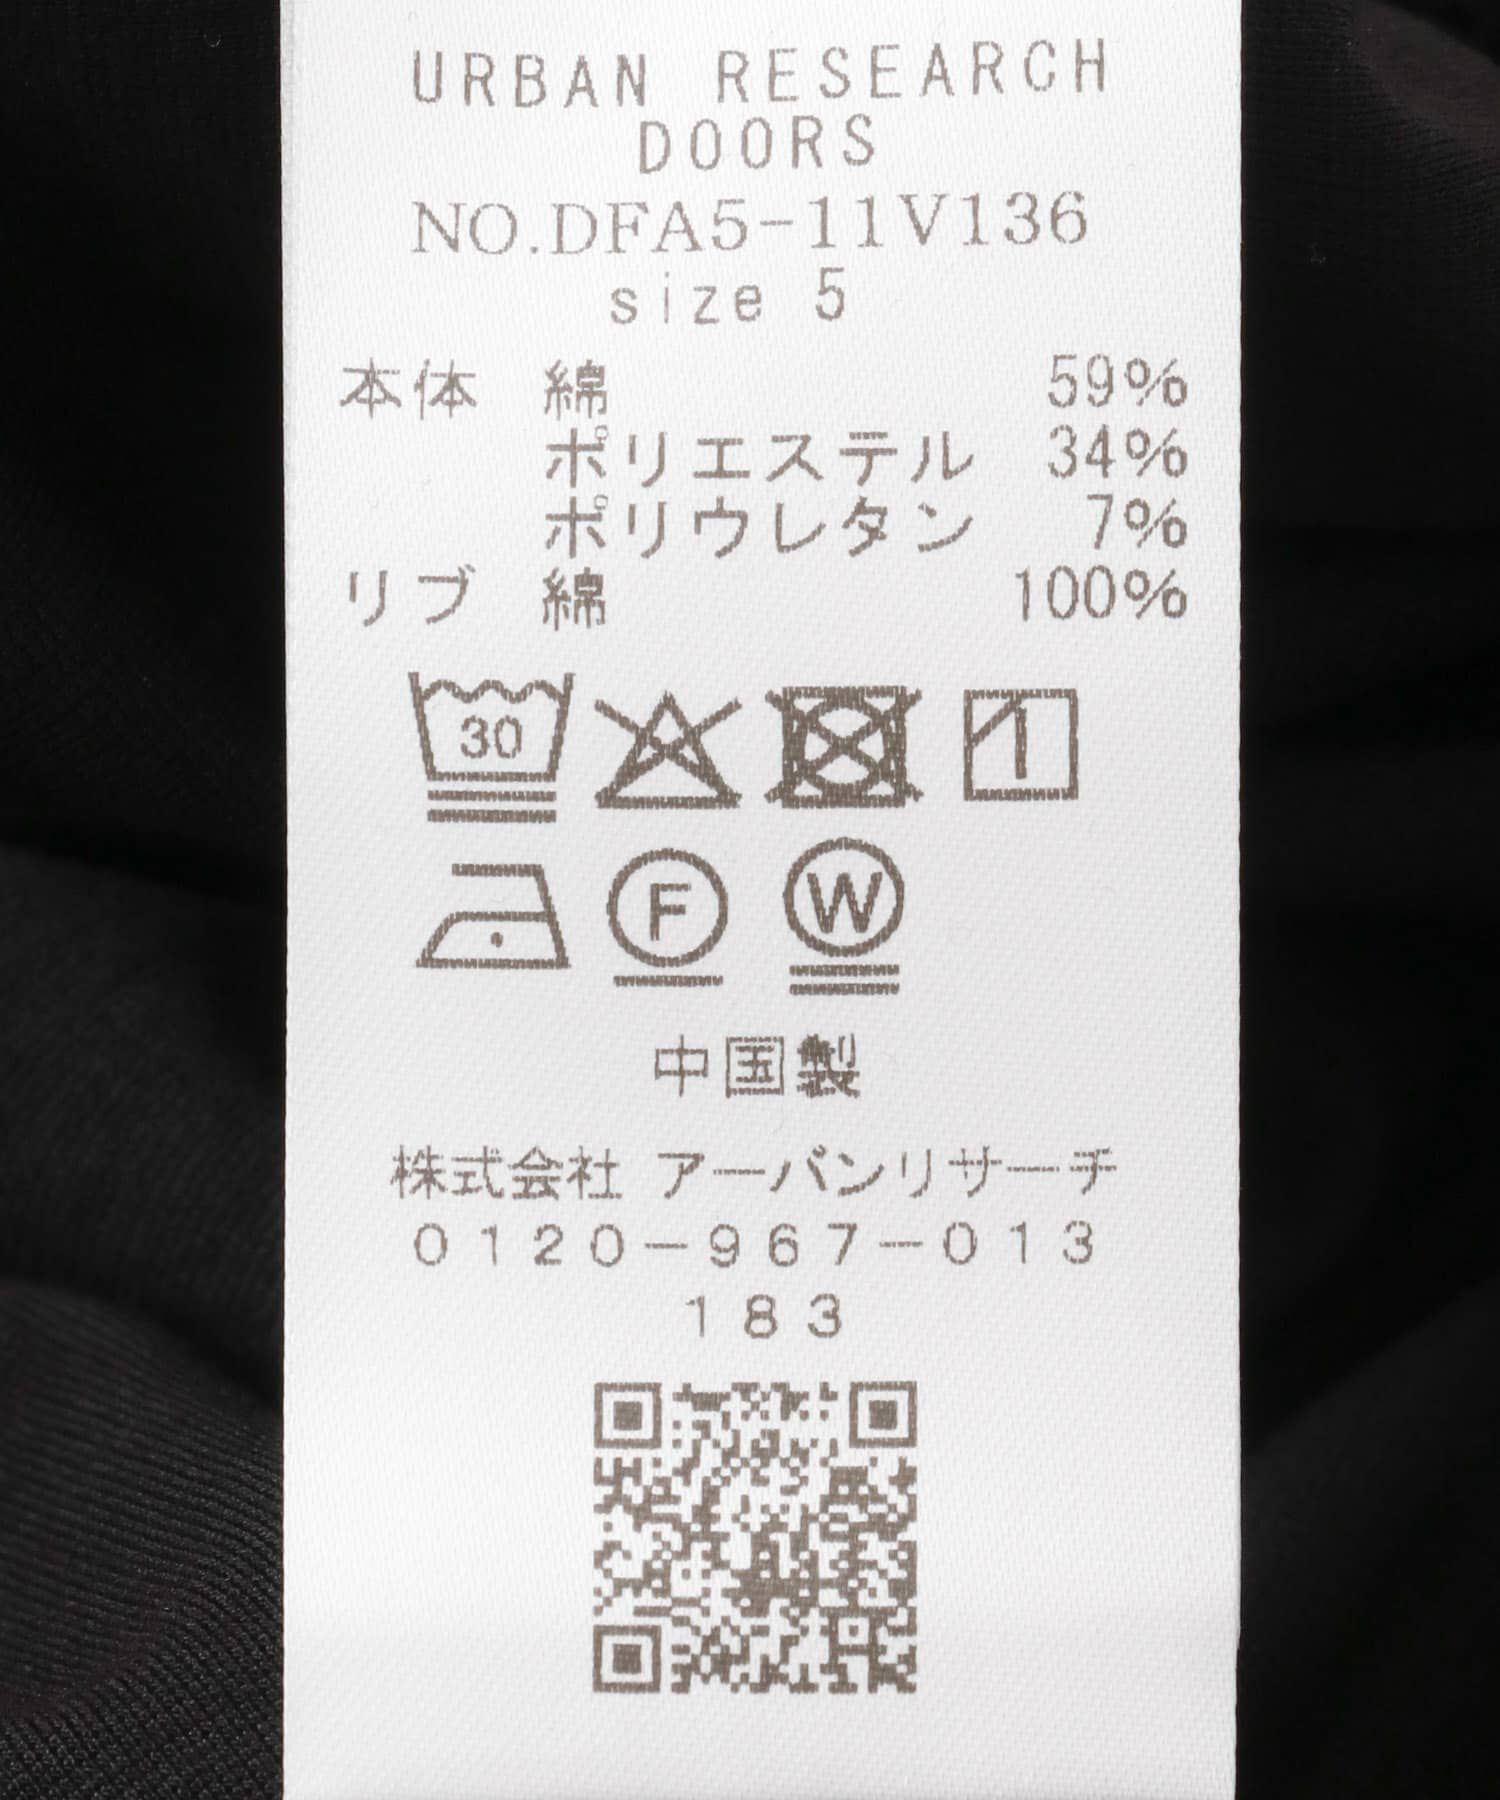 URBAN RESEARCH
DOORS
NO.DFA5-11V136
size 5
本体 綿 59%
ポリエステル 34%
ポリウレタン 7%
リブ 綿 100%
30
F W
中国製
株式会社 アーバンリサーチ
0120-967-013
183